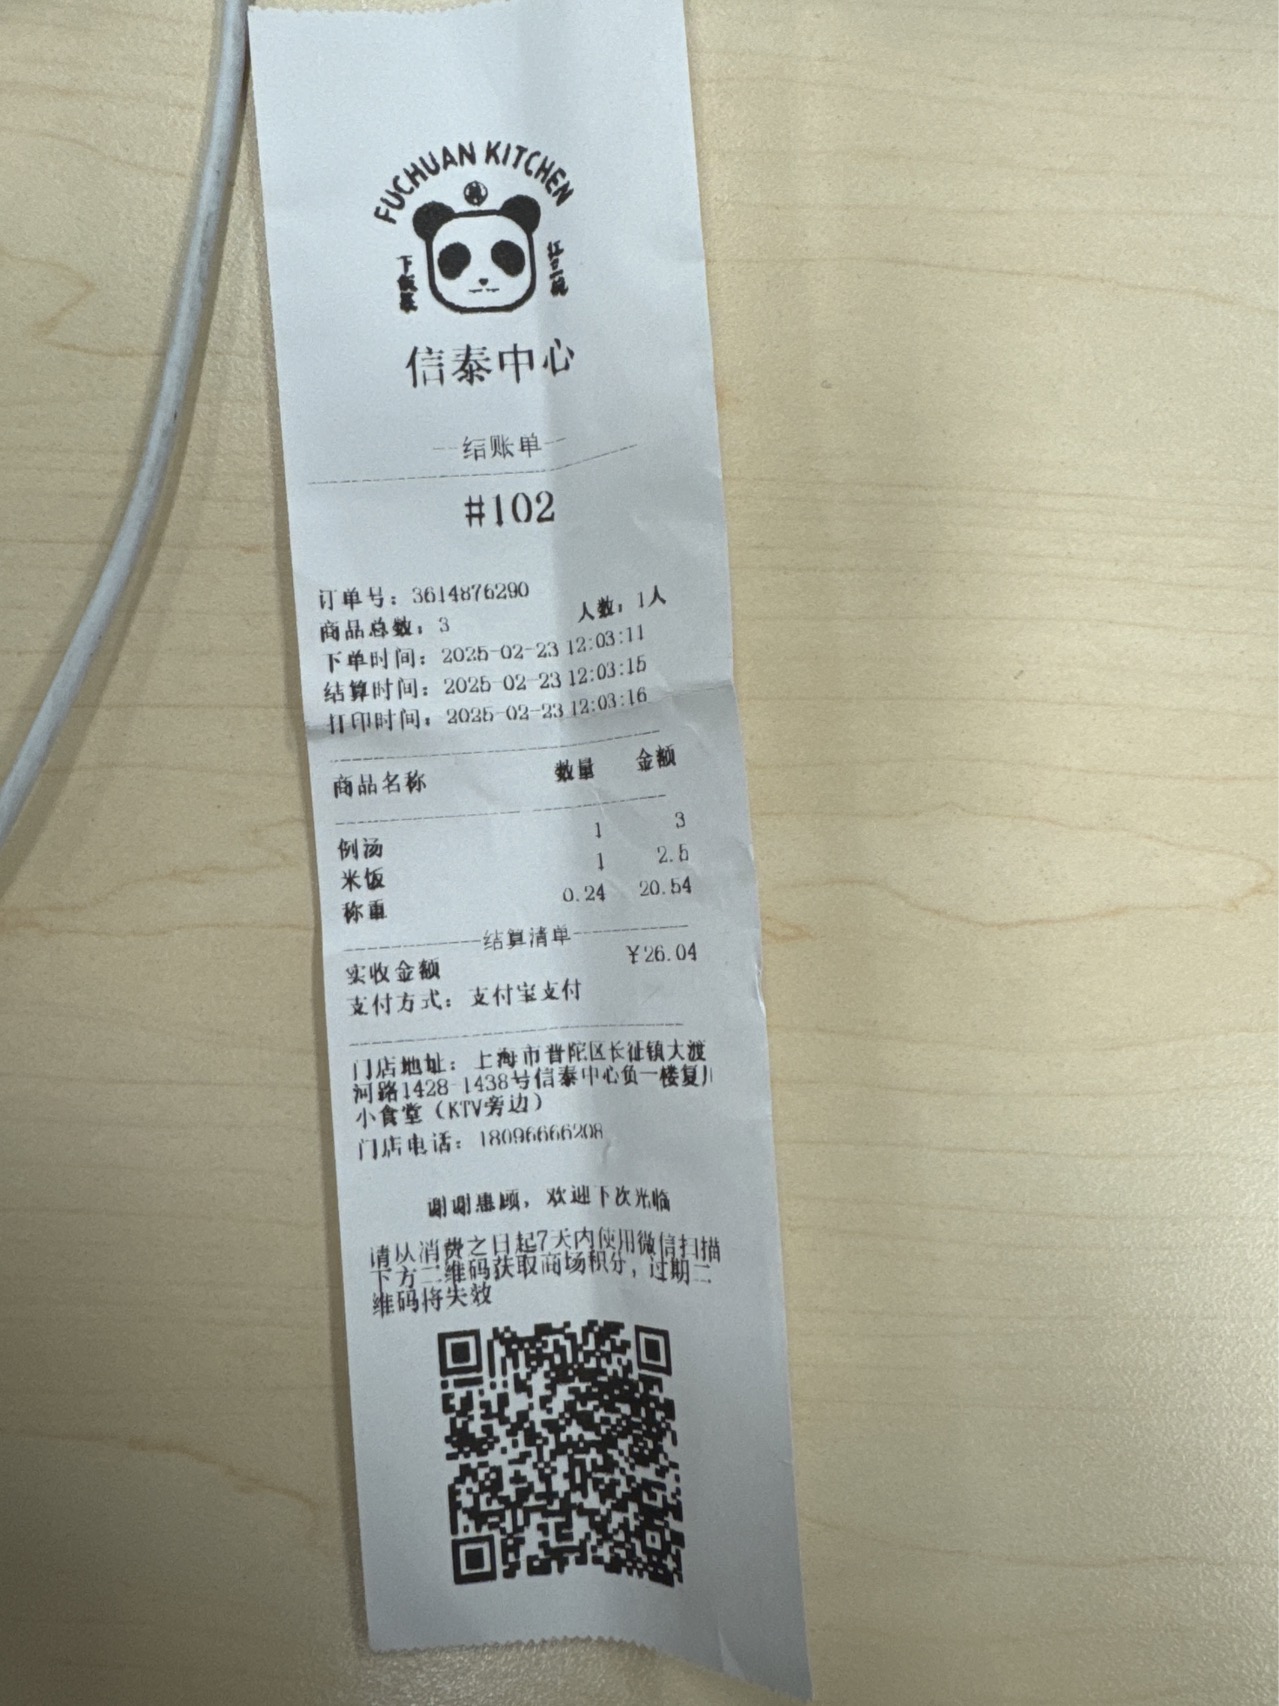 FUCHUAN KITCHEN
下饭菜
信泰中心
结账单
#102
订单号：3614876290
商品总数：3 人数：1人
下单时间：2025-02-23 12:03:11
结算时间：2025-02-23 12:03:15
打印时间：2025-02-23 12:03:16
商品名称 数量 金额
例汤 1 3
米饭 1 2.5
称重 0.24 20.54
结算清单
实收金额 ¥26.04
支付方式：支付宝支付
门店地址：上海市普陀区长征镇大渡
河路1428-1438号信泰中心负一楼复川
小食堂（KTV旁边）
门店电话：18096666208
谢谢惠顾，欢迎下次光临
请从消费之日起7天内使用微信扫描
下方二维码获取商场积分，过期二
维码将失效